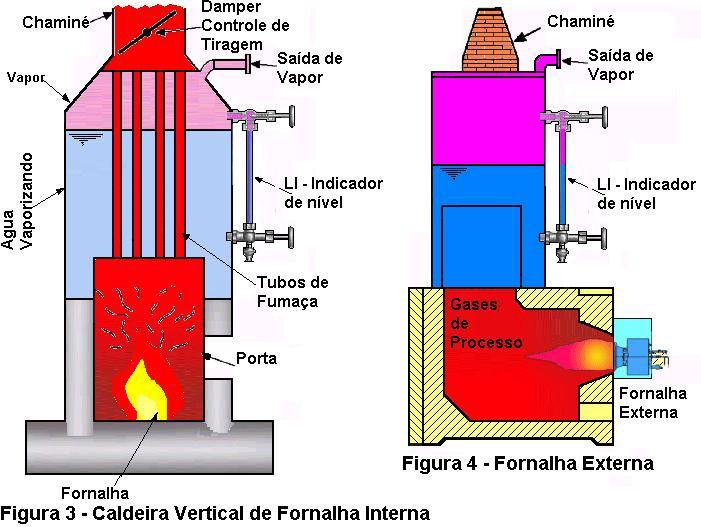 Chaminé
Damper
Controle de
Tiragem
Saída de
Vapor
Vapor
Agua
Vaporizando
LI - Indicador
de nível
Tubos de
Fumaça
Porta
Fornalha
Figura 3 - Caldeira Vertical de Fornalha Interna
Chaminé
Saída de
Vapor
LI - Indicador
de nível
Gases
de
Processo
Fornalha
Externa
Figura 4 - Fornalha Externa